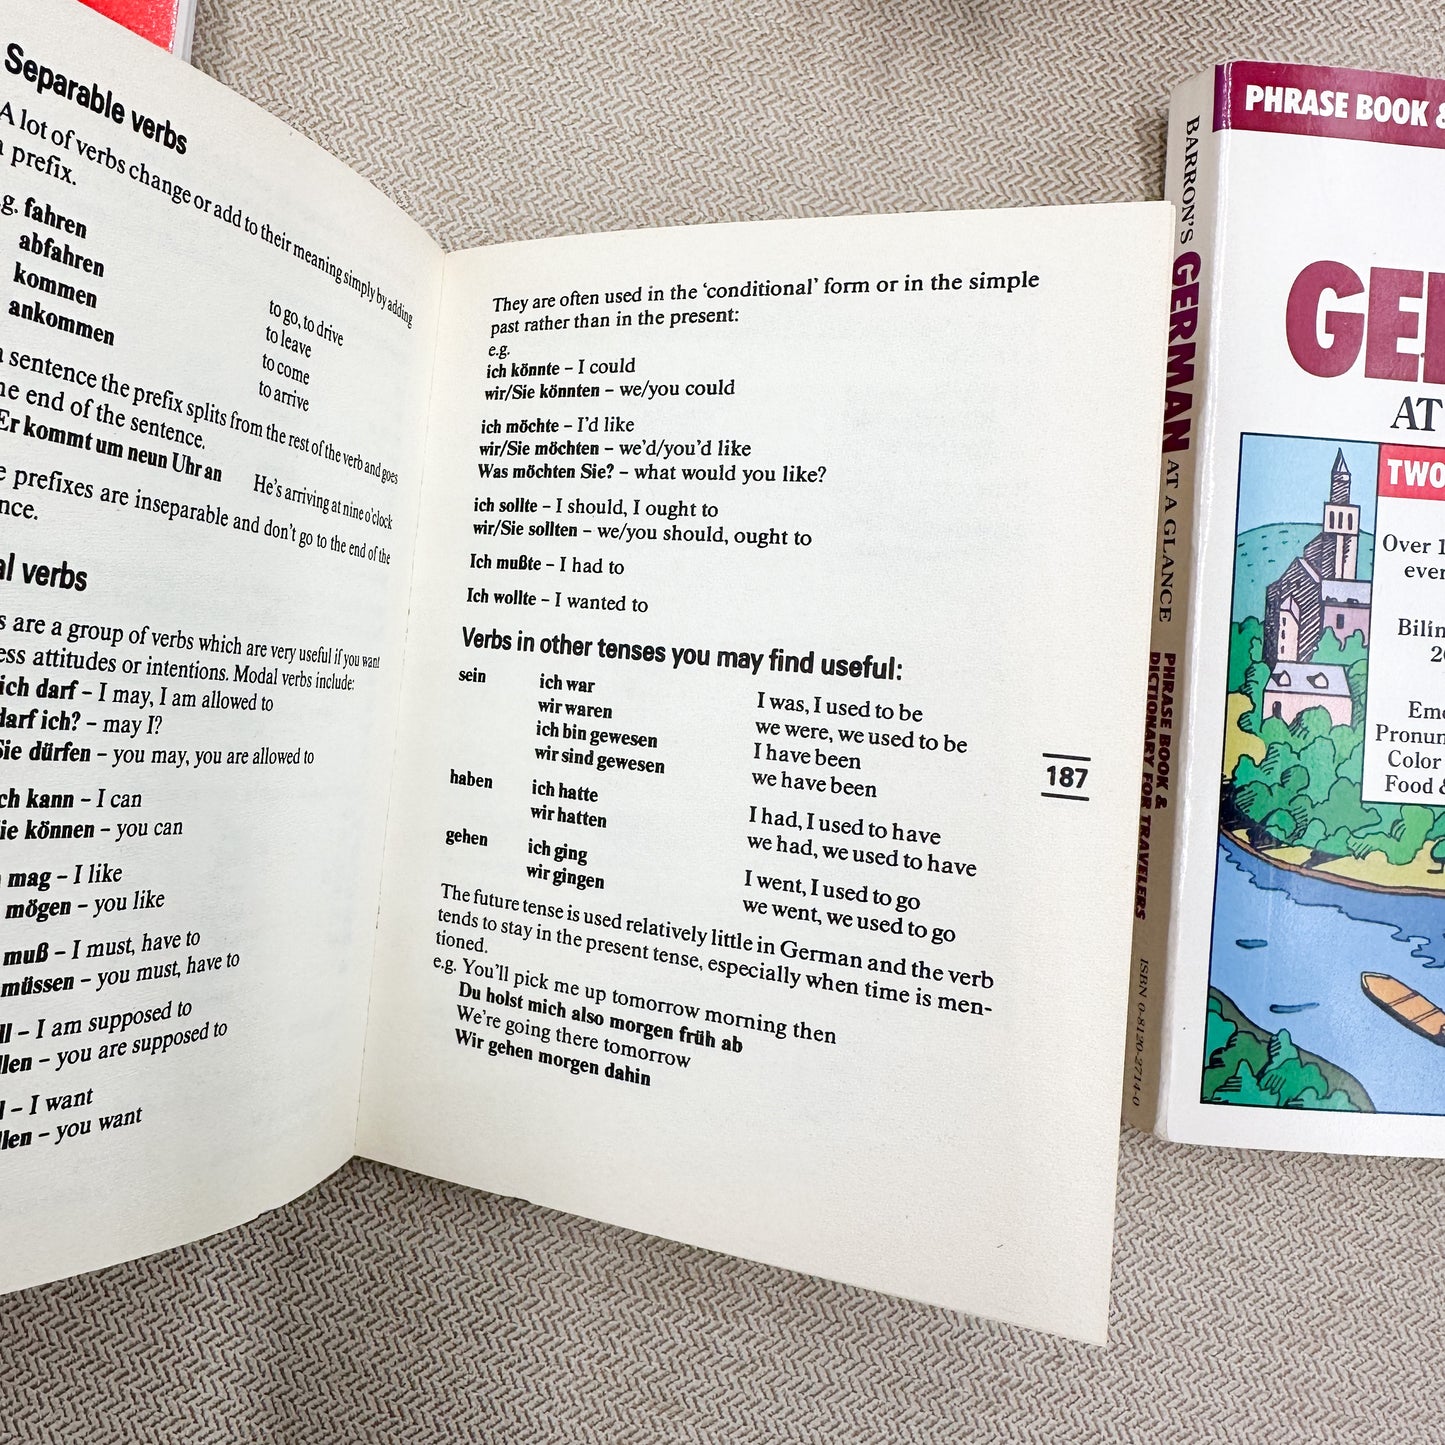 Separable verbs
A lot of verbs change or add to their meaning simply by adding
prefix.
fahren
to go, to drive
abfahren
to leave
kommen
to come
ankommen
to arrive
sentence the prefix splits from the rest of the verb and goes
end of the sentence.
Er kommt um neun Uhr an
He's arriving at nine o'clock
prefixes are inseparable and don't go to the end of the
verbs
are a group of verbs which are very useful if you want
attitudes or intentions. Modal verbs include:
ich darf – I may, I am allowed to
darf ich? – may I?
Sie dürfen – you may, you are allowed to
kann – I can
können – you can
mag – I like
mögen – you like
muß – I must, have to
müssen – you must, have to
– I am supposed to
– you are supposed to
– I want
– you want
They are often used in the 'conditional' form or in the simple
past rather than in the present:
e.g.
ich könnte – I could
wir/Sie könnten – we/you could
ich möchte – I'd like
wir/Sie möchten – we'd/you'd like
Was möchten Sie? – what would you like?
ich sollte – I should, I ought to
wir/Sie sollten – we/you should, ought to
Ich mußte – I had to
Ich wollte – I wanted to
Verbs in other tenses you may find useful:
sein ich war I was, I used to be
wir waren we were, we used to be
ich bin gewesen I have been
wir sind gewesen we have been
haben ich hatte I had, I used to have
wir hatten we had, we used to have
gehen ich ging I went, I used to go
wir gingen we went, we used to go
The future tense is used relatively little in German and the verb
tends to stay in the present tense, especially when time is men-
tioned.
e.g. You'll pick me up tomorrow morning then
Du holst mich also morgen früh ab
We're going there tomorrow
Wir gehen morgen dahin
187
BARRON'S GERMAN AT A GLANCE
PHRASE BOOK &
DICTIONARY FOR TRAVELERS
ISBN 0-8120-2714-0
PHRASE BOOK &
GE
AT
TWO
Over 1
Food &
Color